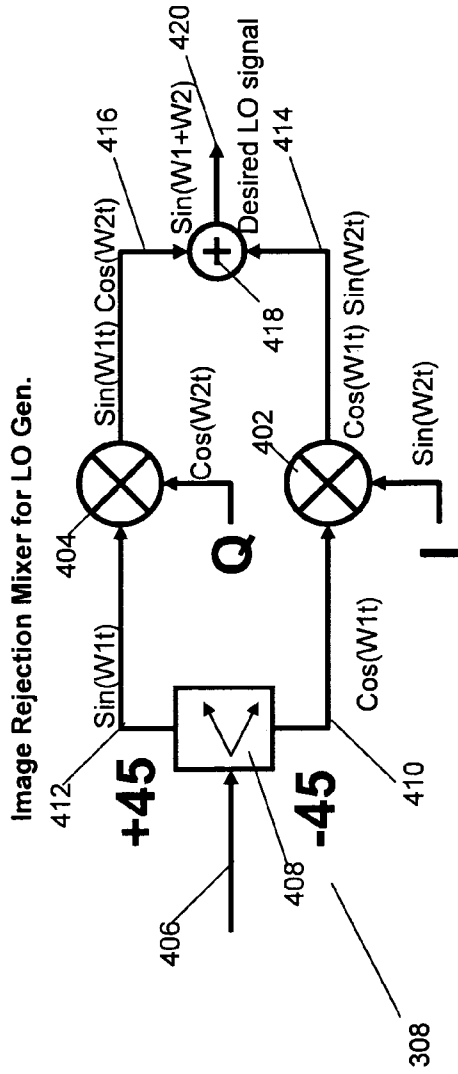 Image Rejection Mixer for LO Gen.
412
Sin(W1t)
404
Sin(W1t) Cos(W2t)
416
+45
Q
Cos(W2t)
Sin(W1+W2)
420
406
408
418
Desired LO signal
-45
402
414
410
Cos(W1t)
Cos(W1t) Sin(W2t)
I
Sin(W2t)
308